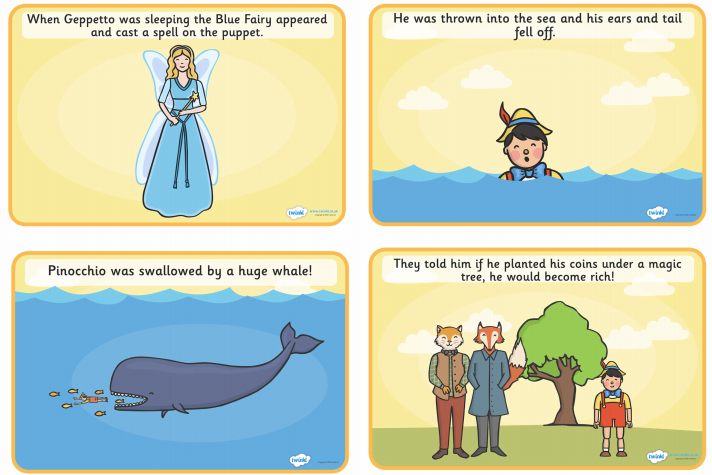 When Geppetto was sleeping the Blue Fairy appeared
and cast a spell on the puppet.
twinkl
He was thrown into the sea and his ears and tail
fell off.
twinkl
Pinocchio was swallowed by a huge whale!
twinkl
They told him if he planted his coins under a magic
tree, he would become rich!
twinkl